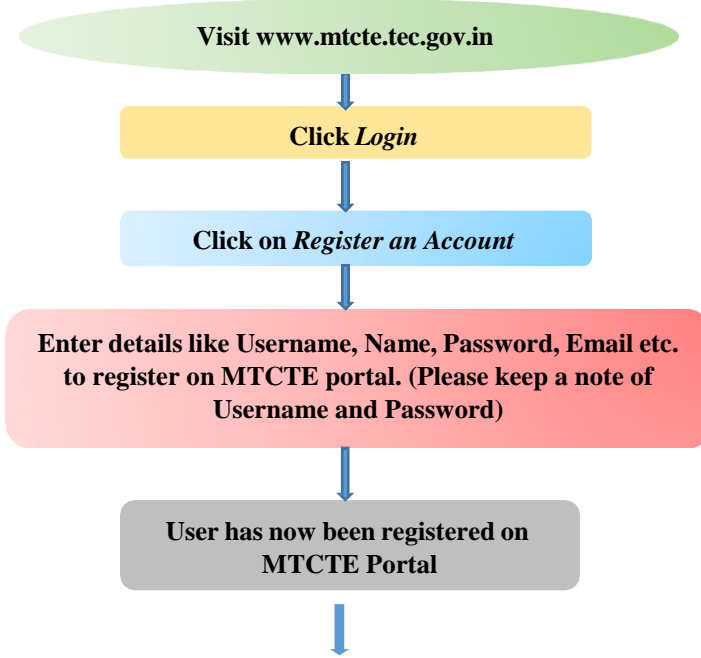 Visit www.mtcte.tec.gov.in
Click Login
Click on Register an Account
Enter details like Username, Name, Password, Email etc.
to register on MTCTE portal. (Please keep a note of
Username and Password)
User has now been registered on
MTCTE Portal